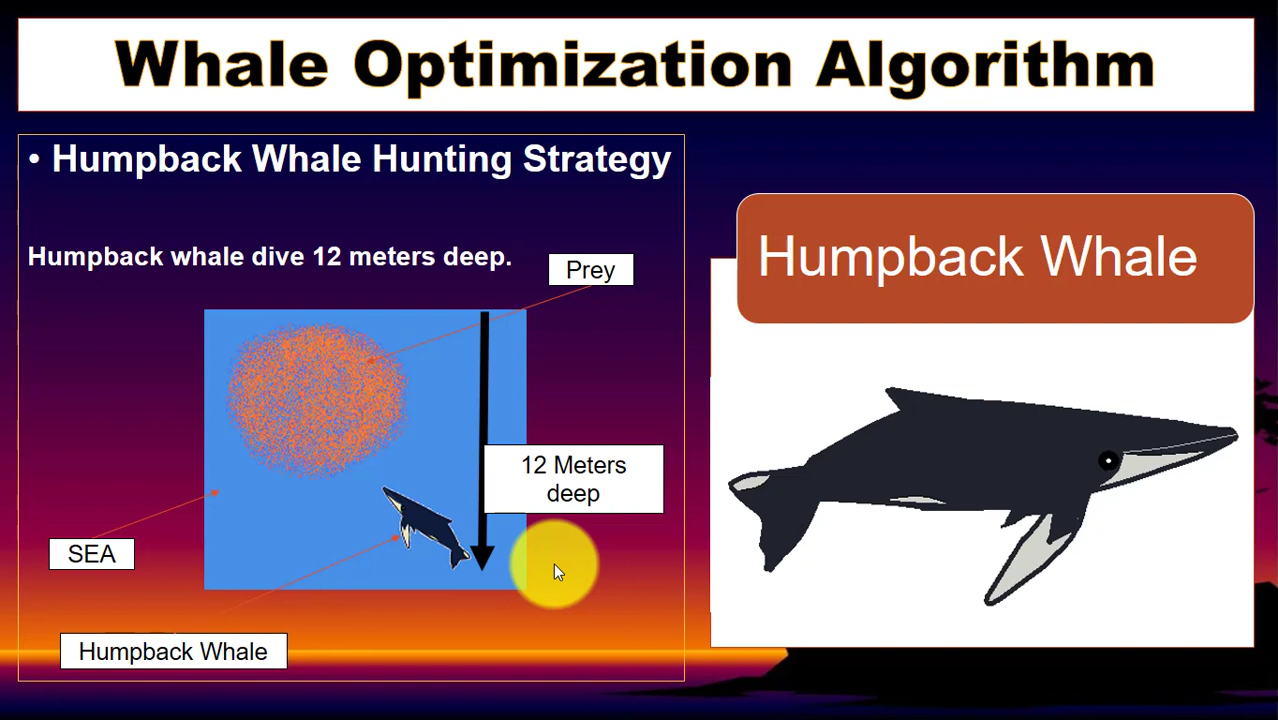 Whale Optimization Algorithm
• Humpback Whale Hunting Strategy
Humpback whale dive 12 meters deep.
Prey
12 Meters
deep
SEA
Humpback Whale
Humpback Whale